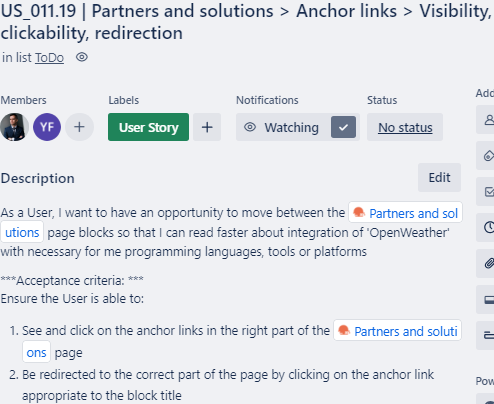 US_011.19 | Partners and solutions > Anchor links > Visibility,
clickability, redirection
in list ToDo
Members
Labels
Notifications
Status
YF
+
User Story
+
Watching
No status
Add
Description
Edit
As a User, I want to have an opportunity to move between the Partners and sol
utions page blocks so that I can read faster about integration of 'OpenWeather'
with necessary for me programming languages, tools or platforms
***Acceptance criteria: ***
Ensure the User is able to:
1. See and click on the anchor links in the right part of the Partners and soluti
ons page
2. Be redirected to the correct part of the page by clicking on the anchor link
appropriate to the block title
Pow